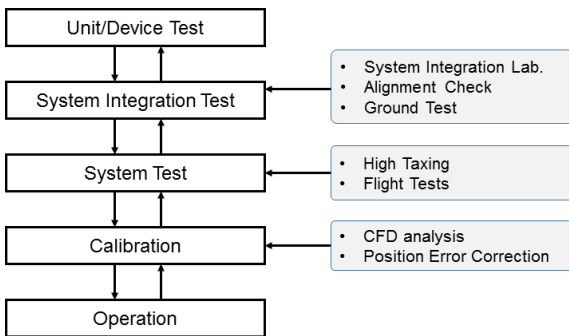 Unit/Device Test
System Integration Test
• System Integration Lab.
• Alignment Check
• Ground Test
System Test
• High Taxing
• Flight Tests
Calibration
• CFD analysis
• Position Error Correction
Operation